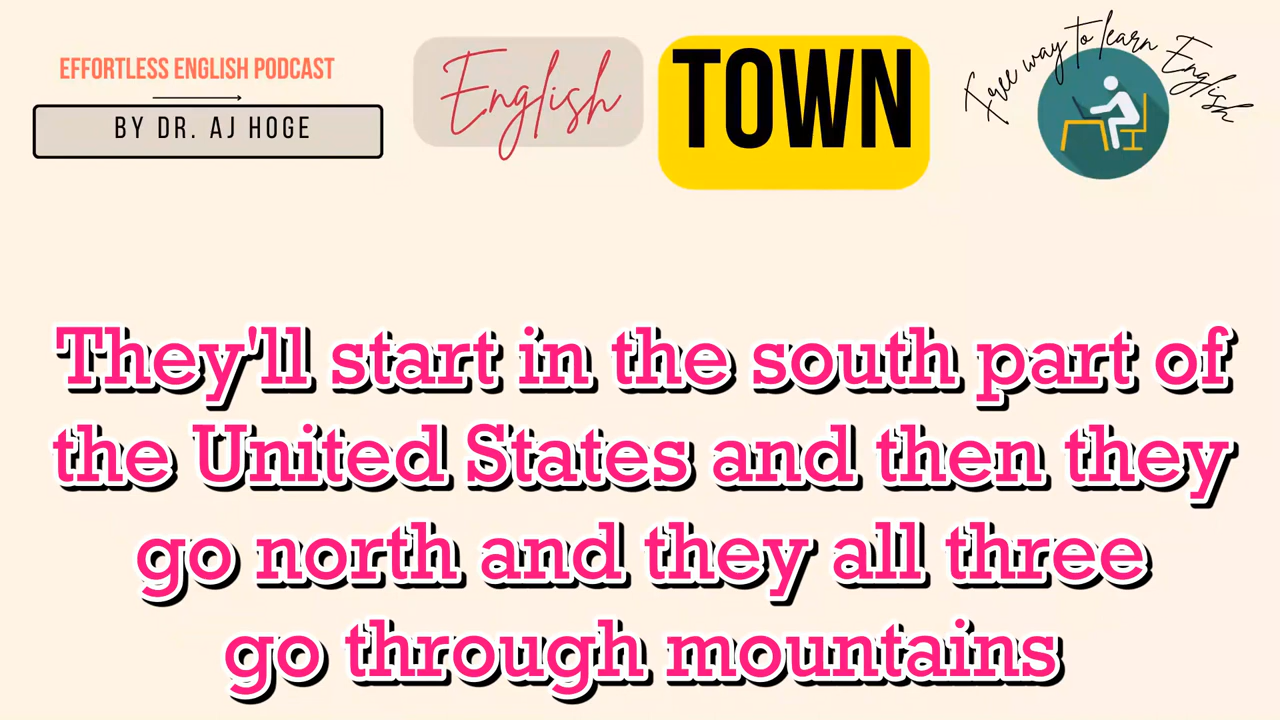 EFFORTLESS ENGLISH PODCAST
BY DR. AJ HOGE
English
TOWN
Free way to learn English
They'll start in the south part of
the United States and then they
go north and they all three
go through mountains